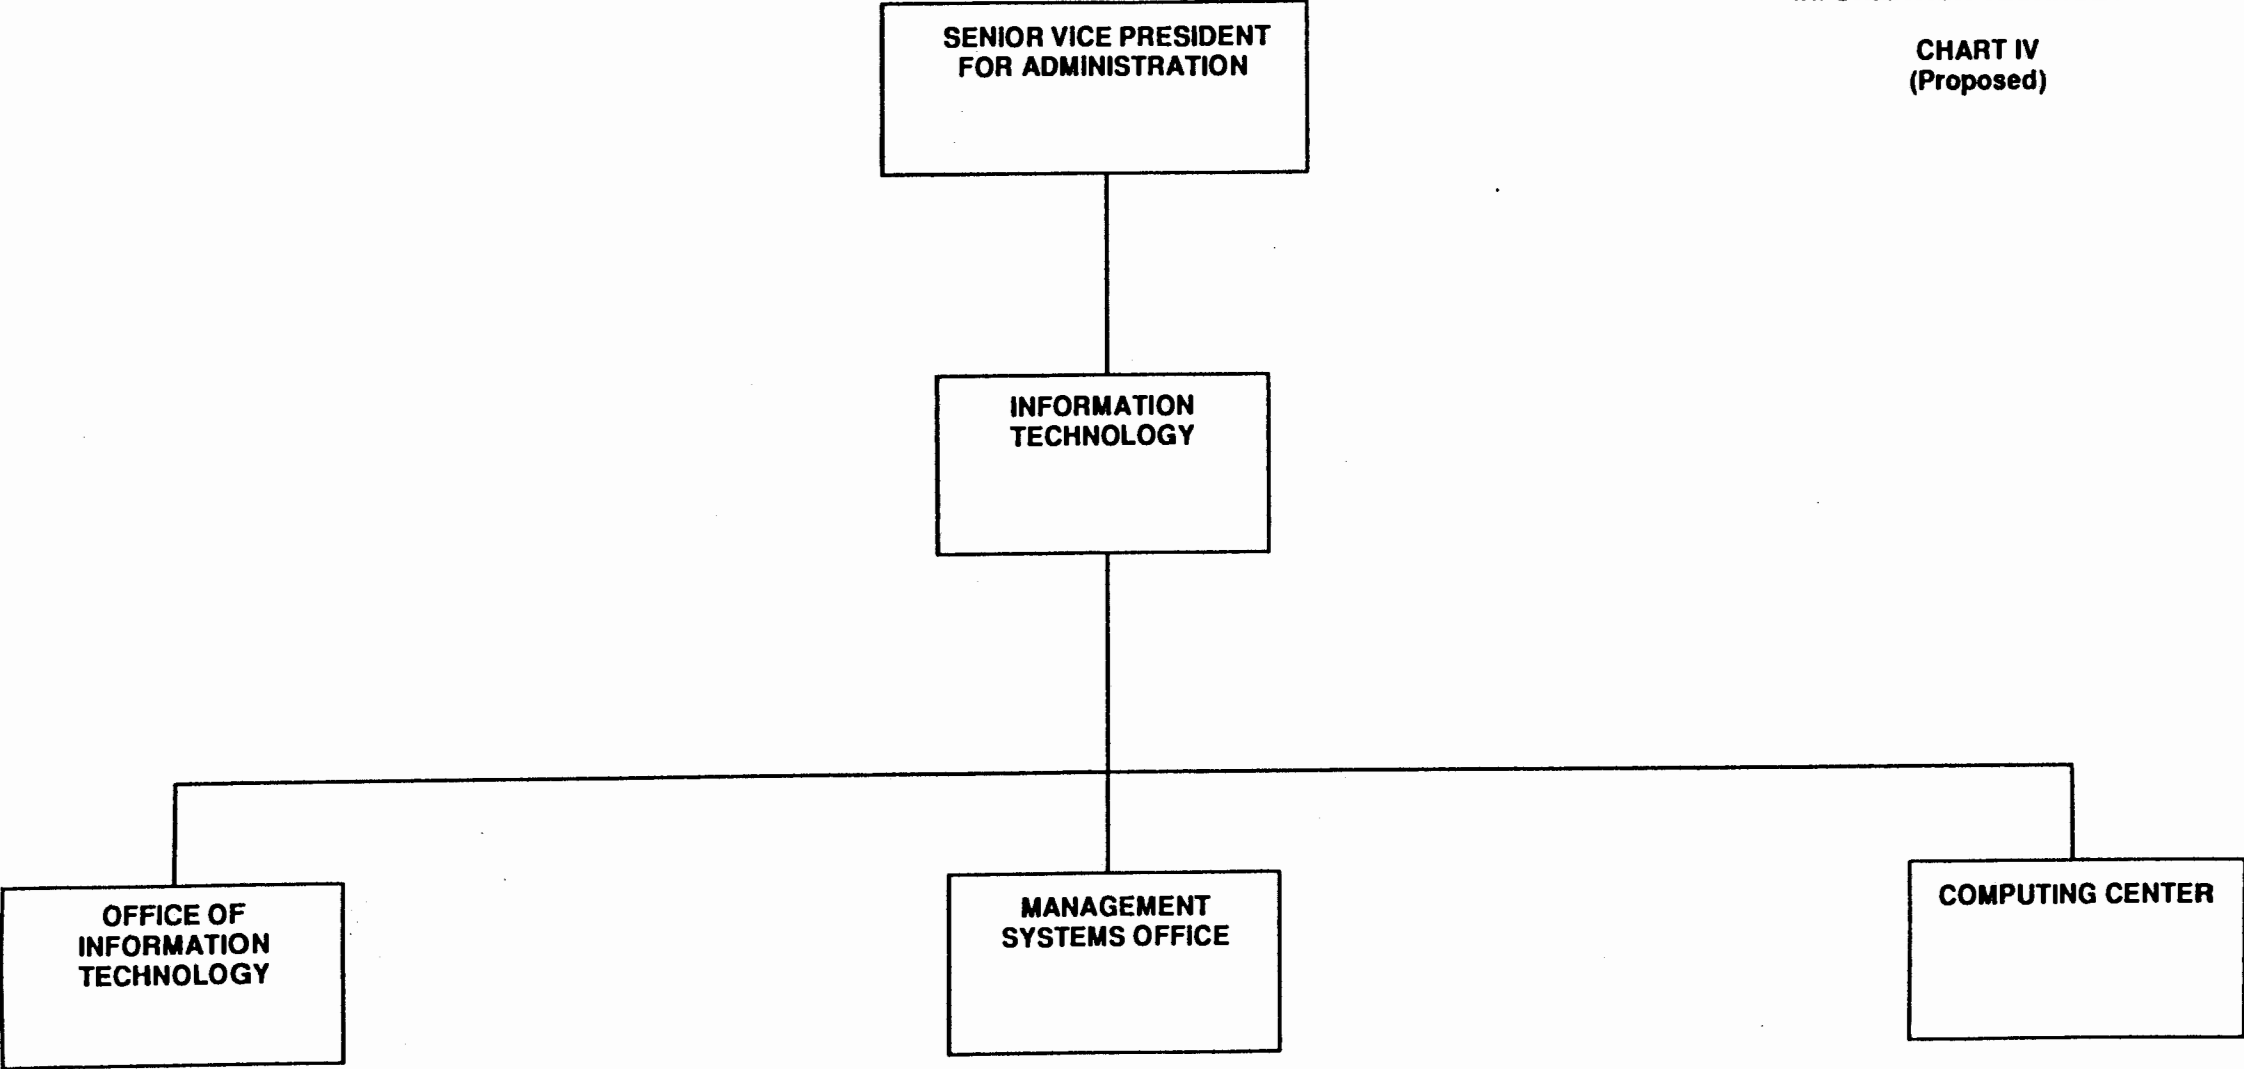 SENIOR VICE PRESIDENT
FOR ADMINISTRATION
CHART IV
(Proposed)
INFORMATION
TECHNOLOGY
OFFICE OF
INFORMATION
TECHNOLOGY
MANAGEMENT
SYSTEMS OFFICE
COMPUTING CENTER